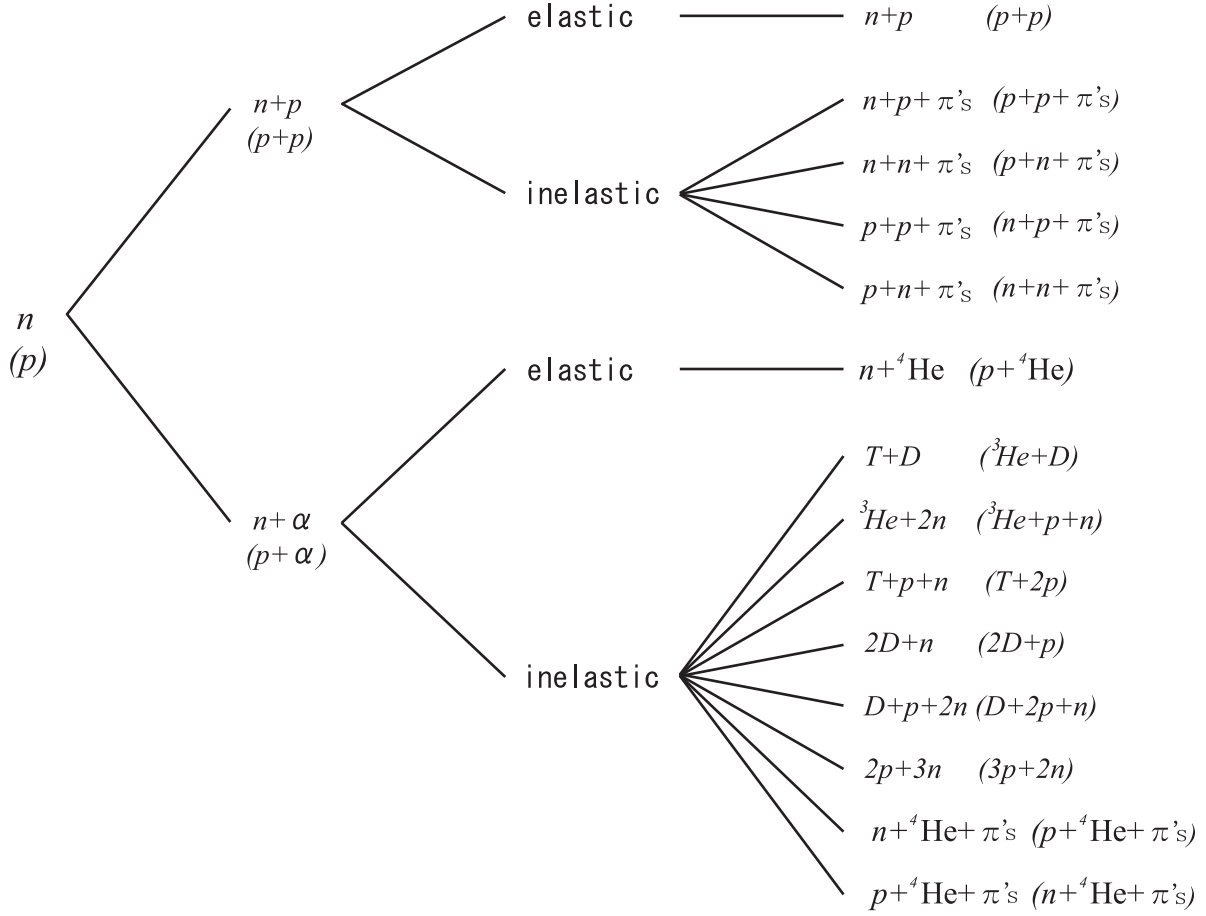 n
(p)
n+p
(p+p)
n+α
(p+α)
elastic
inelastic
elastic
inelastic
n+p (p+p)
n+p+π's (p+p+π's)
n+n+π's (p+n+π's)
p+p+π's (n+p+π's)
p+n+π's (n+n+π's)
n+⁴He (p+⁴He)
T+D (³He+D)
³He+2n (³He+p+n)
T+p+n (T+2p)
2D+n (2D+p)
D+p+2n (D+2p+n)
2p+3n (3p+2n)
n+⁴He+π's (p+⁴He+π's)
p+⁴He+π's (n+⁴He+π's)